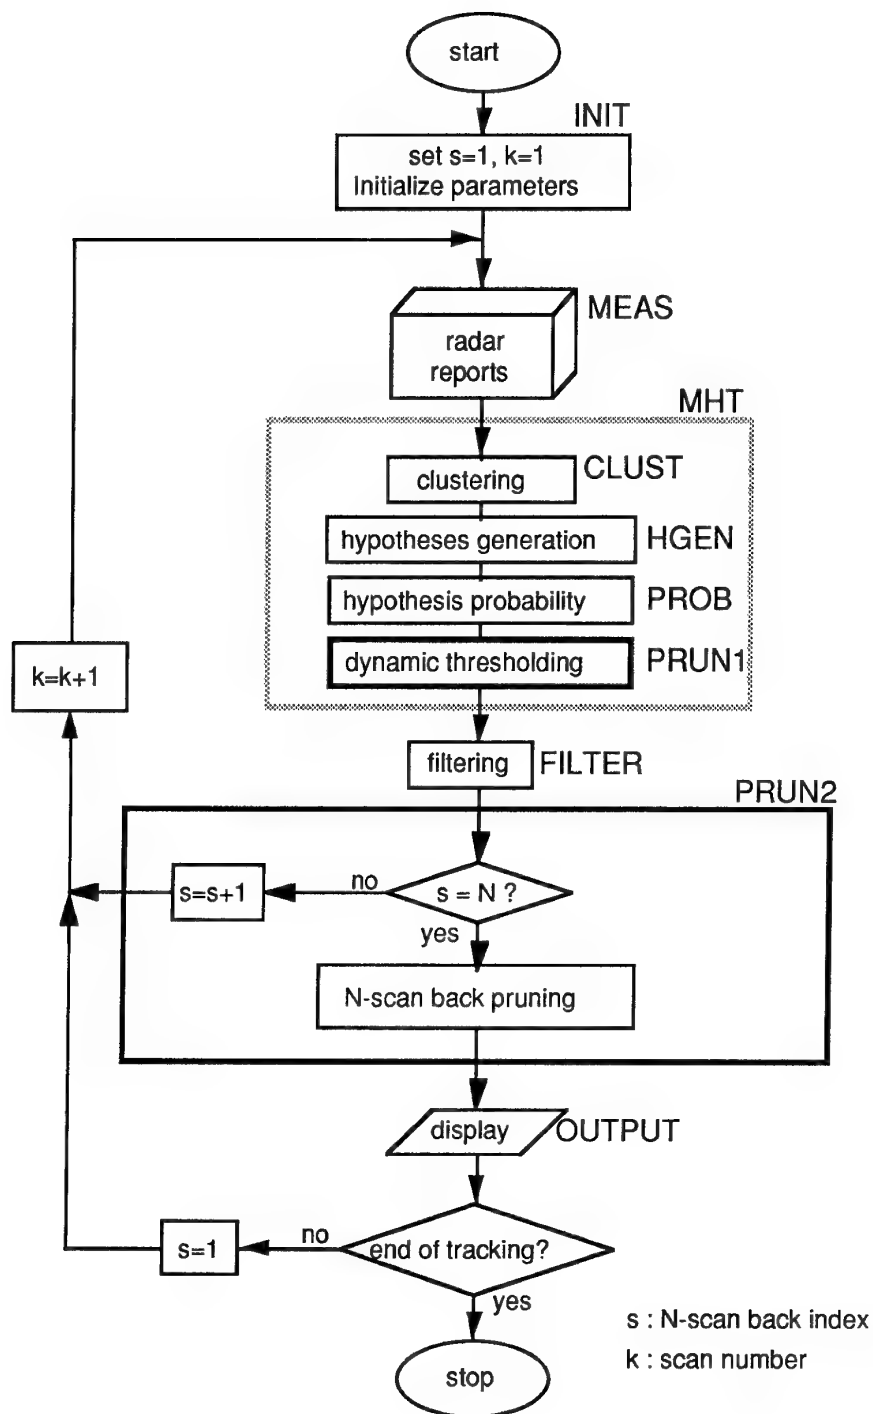 start
INIT
set s=1, k=1
Initialize parameters
MEAS
radar
reports
MHT
clustering
CLUST
hypotheses generation
HGEN
hypothesis probability
PROB
dynamic thresholding
PRUN1
k=k+1
filtering
FILTER
PRUN2
s=s+1
no
s = N ?
yes
N-scan back pruning
display
OUTPUT
s=1
no
end of tracking?
yes
s : N-scan back index
k : scan number
stop